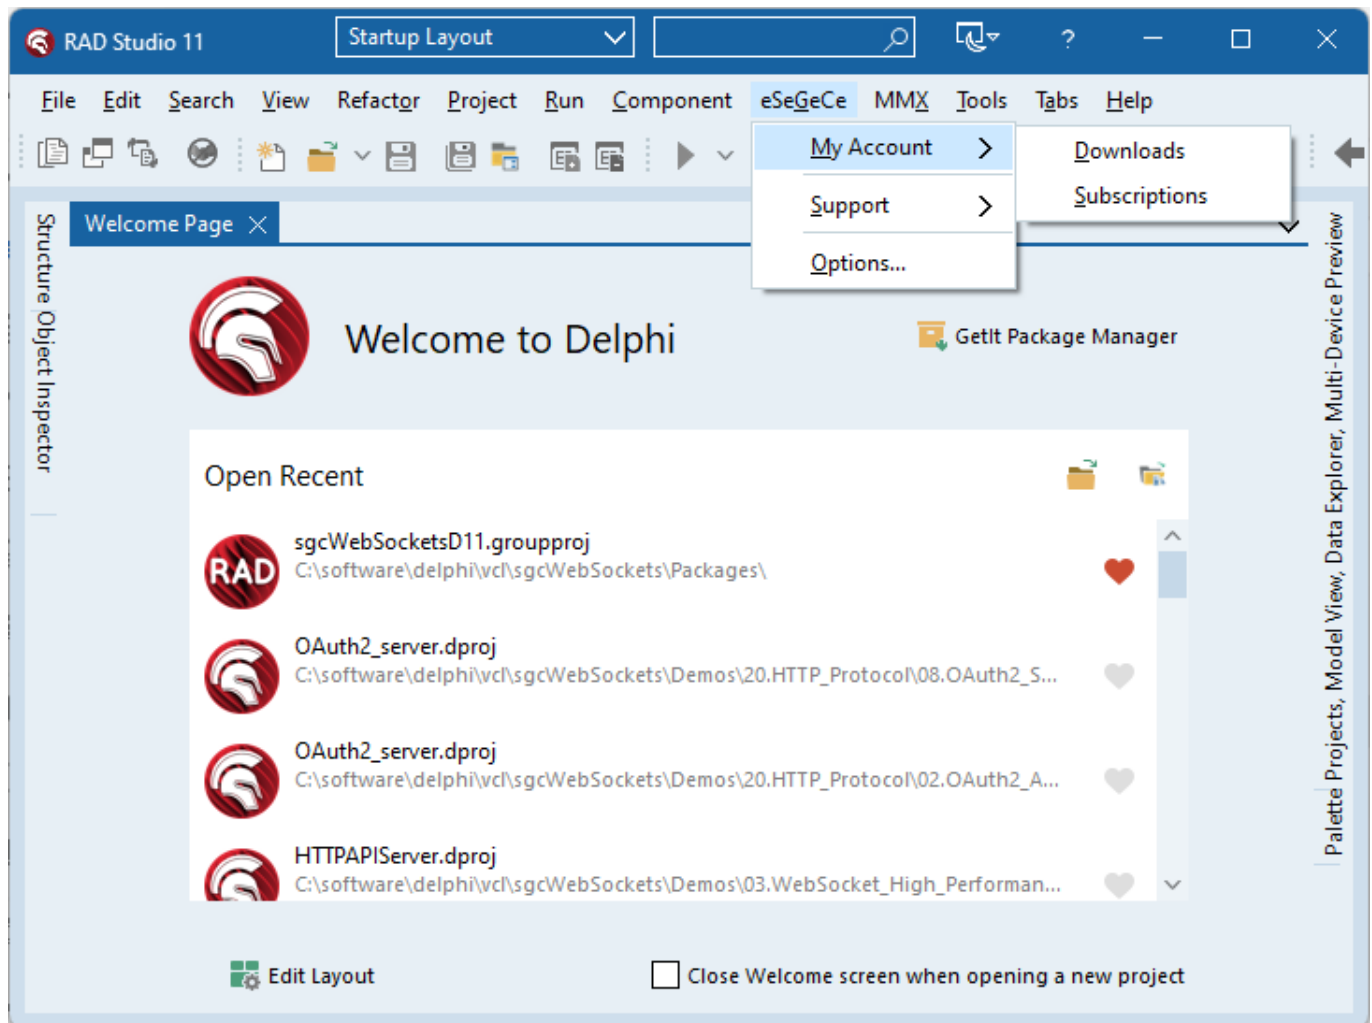 RAD Studio 11
Startup Layout
?
File Edit Search View Refactor Project Run Component eSeGeCe MMX Tools Tabs Help
My Account
Downloads
Subscriptions
Support
Options...
Welcome Page
Structure Object Inspector
Welcome to Delphi
GetIt Package Manager
Open Recent
RAD
sgcWebSocketsD11.groupproj
C:\software\delphi\vcl\sgcWebSockets\Packages\
OAuth2_server.dproj
C:\software\delphi\vcl\sgcWebSockets\Demos\20.HTTP_Protocol\08.OAuth2_S...
OAuth2_server.dproj
C:\software\delphi\vcl\sgcWebSockets\Demos\20.HTTP_Protocol\02.OAuth2_A...
HTTPAPIServer.dproj
C:\software\delphi\vcl\sgcWebSockets\Demos\03.WebSocket_High_Performan...
Edit Layout
Close Welcome screen when opening a new project
Palette Projects, Model View, Data Explorer, Multi-Device Preview